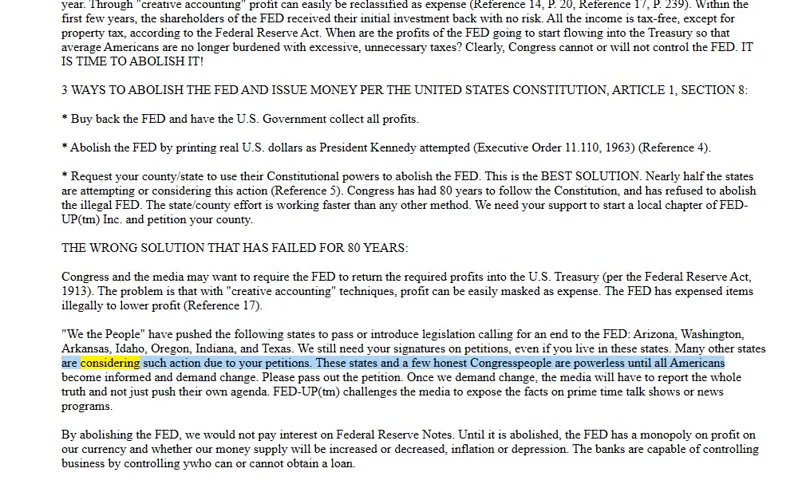 year. Through "creative accounting" profit can easily be reclassified as expense (Reference 14, P. 20, Reference 17, P. 239). Within the
first few years, the shareholders of the FED received their initial investment back with no risk. All the income is tax-free, except for
property tax, according to the Federal Reserve Act. When are the profits of the FED going to start flowing into the Treasury so that
average Americans are no longer burdened with excessive, unnecessary taxes? Clearly, Congress cannot or will not control the FED. IT
IS TIME TO ABOLISH IT!
3 WAYS TO ABOLISH THE FED AND ISSUE MONEY PER THE UNITED STATES CONSTITUTION, ARTICLE 1, SECTION 8:
* Buy back the FED and have the U.S. Government collect all profits.
* Abolish the FED by printing real U.S. dollars as President Kennedy attempted (Executive Order 11.110, 1963) (Reference 4).
* Request your county/state to use their Constitutional powers to abolish the FED. This is the BEST SOLUTION. Nearly half the states
are attempting or considering this action (Reference 5). Congress has had 80 years to follow the Constitution, and has refused to abolish
the illegal FED. The state/county effort is working faster than any other method. We need your support to start a local chapter of FED-
UP(tm) Inc. and petition your county.
THE WRONG SOLUTION THAT HAS FAILED FOR 80 YEARS:
Congress and the media may want to require the FED to return the required profits into the U.S. Treasury (per the Federal Reserve Act,
1913). The problem is that with "creative accounting" techniques, profit can be easily masked as expense. The FED has expensed items
illegally to lower profit (Reference 17).
"We the People" have pushed the following states to pass or introduce legislation calling for an end to the FED: Arizona, Washington,
Arkansas, Idaho, Oregon, Indiana, and Texas. We still need your signatures on petitions, even if you live in these states. Many other states
are considering such action due to your petitions. These states and a few honest Congresspeople are powerless until all Americans
become informed and demand change. Please pass out the petition. Once we demand change, the media will have to report the whole
truth and not just push their own agenda. FED-UP(tm) challenges the media to expose the facts on prime time talk shows or news
programs.
By abolishing the FED, we would not pay interest on Federal Reserve Notes. Until it is abolished, the FED has a monopoly on profit on
our currency and whether our money supply will be increased or decreased, inflation or depression. The banks are capable of controlling
business by controlling ywho can or cannot obtain a loan.